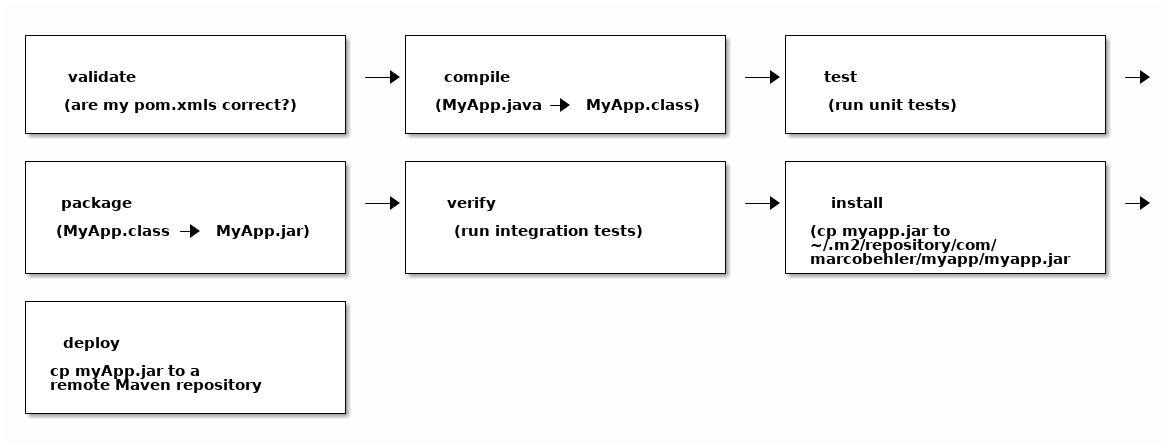 validate
(are my pom.xmls correct?)
compile
(MyApp.java → MyApp.class)
test
(run unit tests)
package
(MyApp.class → MyApp.jar)
verify
(run integration tests)
install
(cp myapp.jar to
~/.m2/repository/com/
marcobehler/myapp/myapp.jar
deploy
cp myApp.jar to a
remote Maven repository